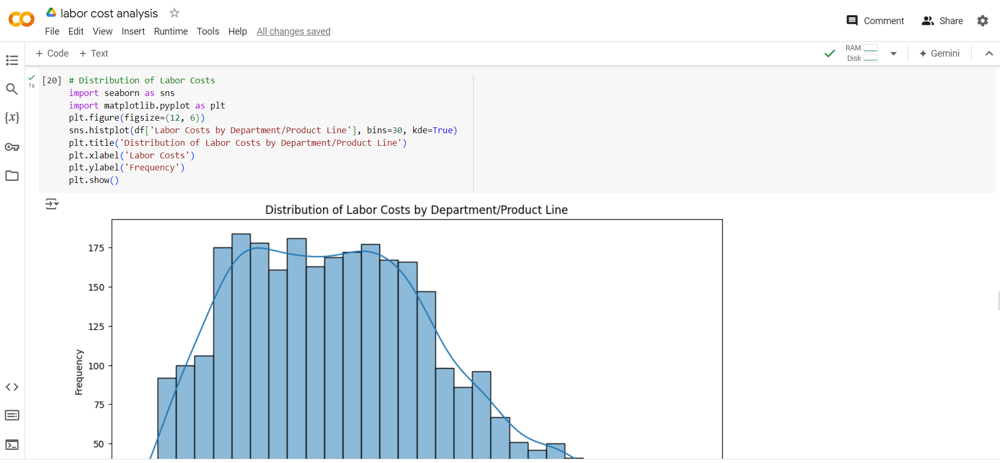 labor cost analysis
File Edit View Insert Runtime Tools Help All changes saved
Comment Share
+ Code + Text
RAM
Disk
Gemini
1s
[20] # Distribution of Labor Costs
import seaborn as sns
import matplotlib.pyplot as plt
plt.figure(figsize=(12, 6))
sns.histplot(df['Labor Costs by Department/Product Line'], bins=30, kde=True)
plt.title('Distribution of Labor Costs by Department/Product Line')
plt.xlabel('Labor Costs')
plt.ylabel('Frequency')
plt.show()
Distribution of Labor Costs by Department/Product Line
175
150
125
100
75
50
Frequency
{x}